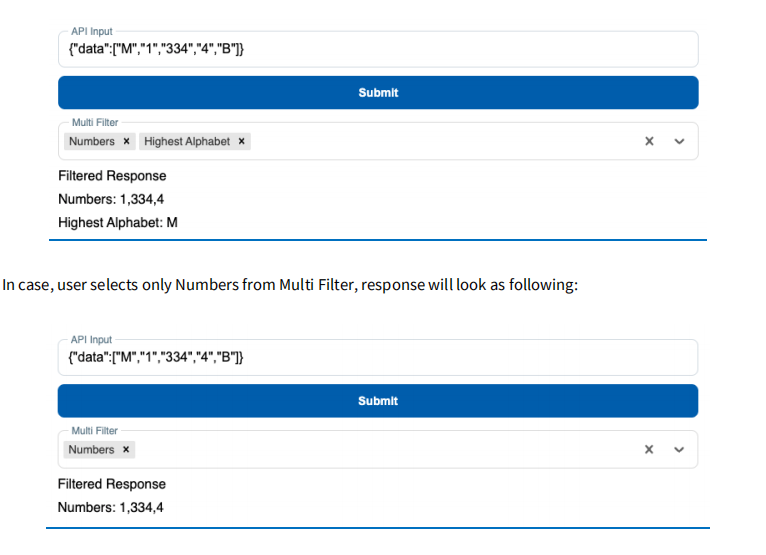 API Input
{"data":["M","1","334","4","B"]}
Submit
Multi Filter
Numbers × Highest Alphabet ×
Filtered Response
Numbers: 1,334,4
Highest Alphabet: M
In case, user selects only Numbers from Multi Filter, response will look as following:
API Input
{"data":["M","1","334","4","B"]}
Submit
Multi Filter
Numbers ×
Filtered Response
Numbers: 1,334,4